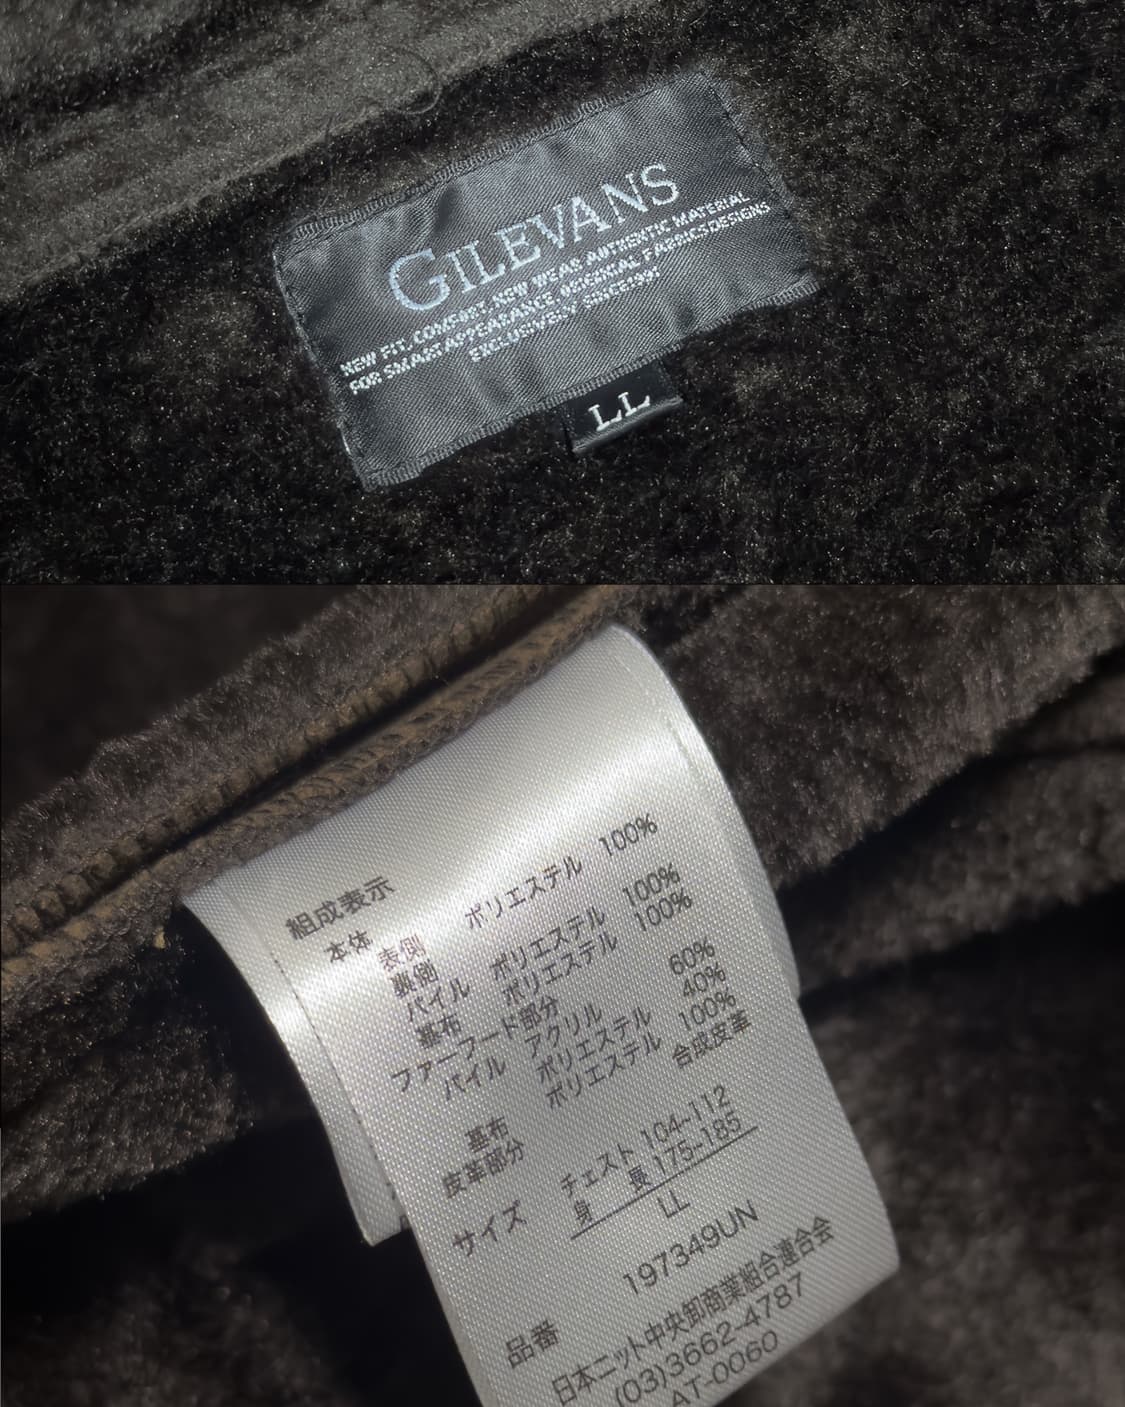 GILEVANS
NEW FIT, COMFORT, NEW WEAR, AUTHENTIC MATERIAL
FOR SMART APPEARANCE, ORIGINAL FABRICS DESIGNS
EXCLUSIVELY
LL
組成表示
本体
表側 ポリエステル 100%
裏側
パイル ポリエステル 100%
基布 ポリエステル 100%
ファーフード部分
パイル アクリル 60%
ポリエステル 40%
基布 ポリエステル 100%
皮革部分 合成皮革
サイズ チェスト 104-112
身長 175-185
LL
品番 197349UN
日本ニット中央卸商業組合連合会
(03)3662-4787
AT-0060